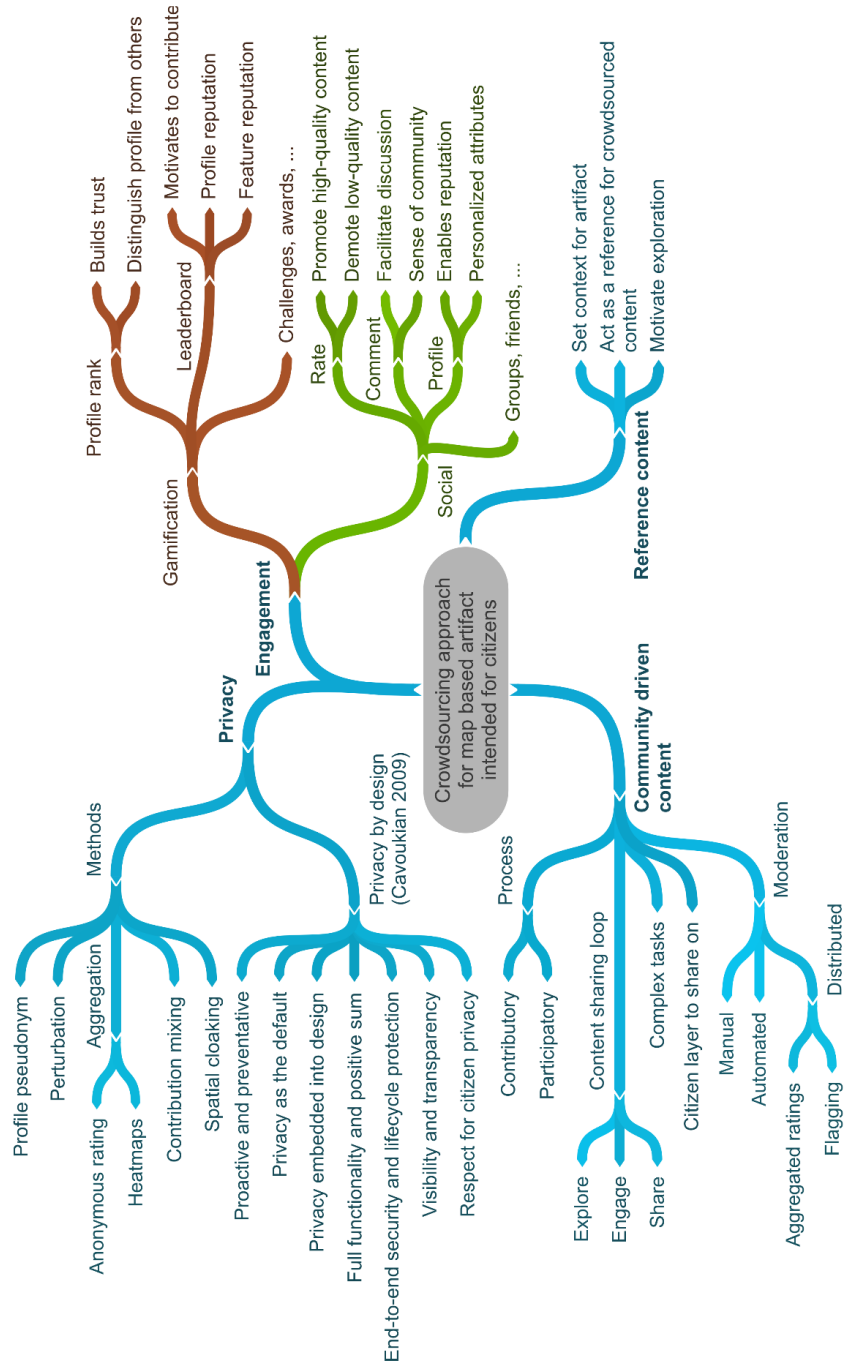 Crowdsourcing approach
for map based artifact
intended for citizens
Privacy
Methods
Profile pseudonym
Perturbation
Aggregation
Anonymous rating
Heatmaps
Contribution mixing
Spatial cloaking
Privacy by design
(Cavoukian 2009)
Proactive and preventative
Privacy as the default
Privacy embedded into design
Full functionality and positive sum
End-to-end security and lifecycle protection
Visibility and transparency
Respect for citizen privacy
Engagement
Gamification
Profile rank
Builds trust
Distinguish profile from others
Leaderboard
Motivates to contribute
Profile reputation
Feature reputation
Challenges, awards, ...
Social
Rate
Promote high-quality content
Demote low-quality content
Comment
Facilitate discussion
Sense of community
Profile
Enables reputation
Personalized attributes
Groups, friends, ...
Community driven
content
Process
Contributory
Participatory
Content sharing loop
Explore
Engage
Share
Complex tasks
Citizen layer to share on
Moderation
Manual
Automated
Distributed
Aggregated ratings
Flagging
Reference content
Set context for artifact
Act as a reference for crowdsourced
content
Motivate exploration